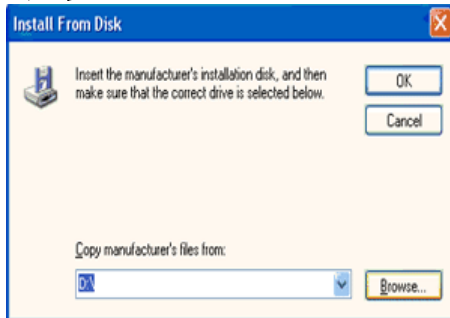 Install From Disk
Insert the manufacturer's installation disk, and then
make sure that the correct drive is selected below.
OK
Cancel
Copy manufacturer's files from:
D:\
Browse...